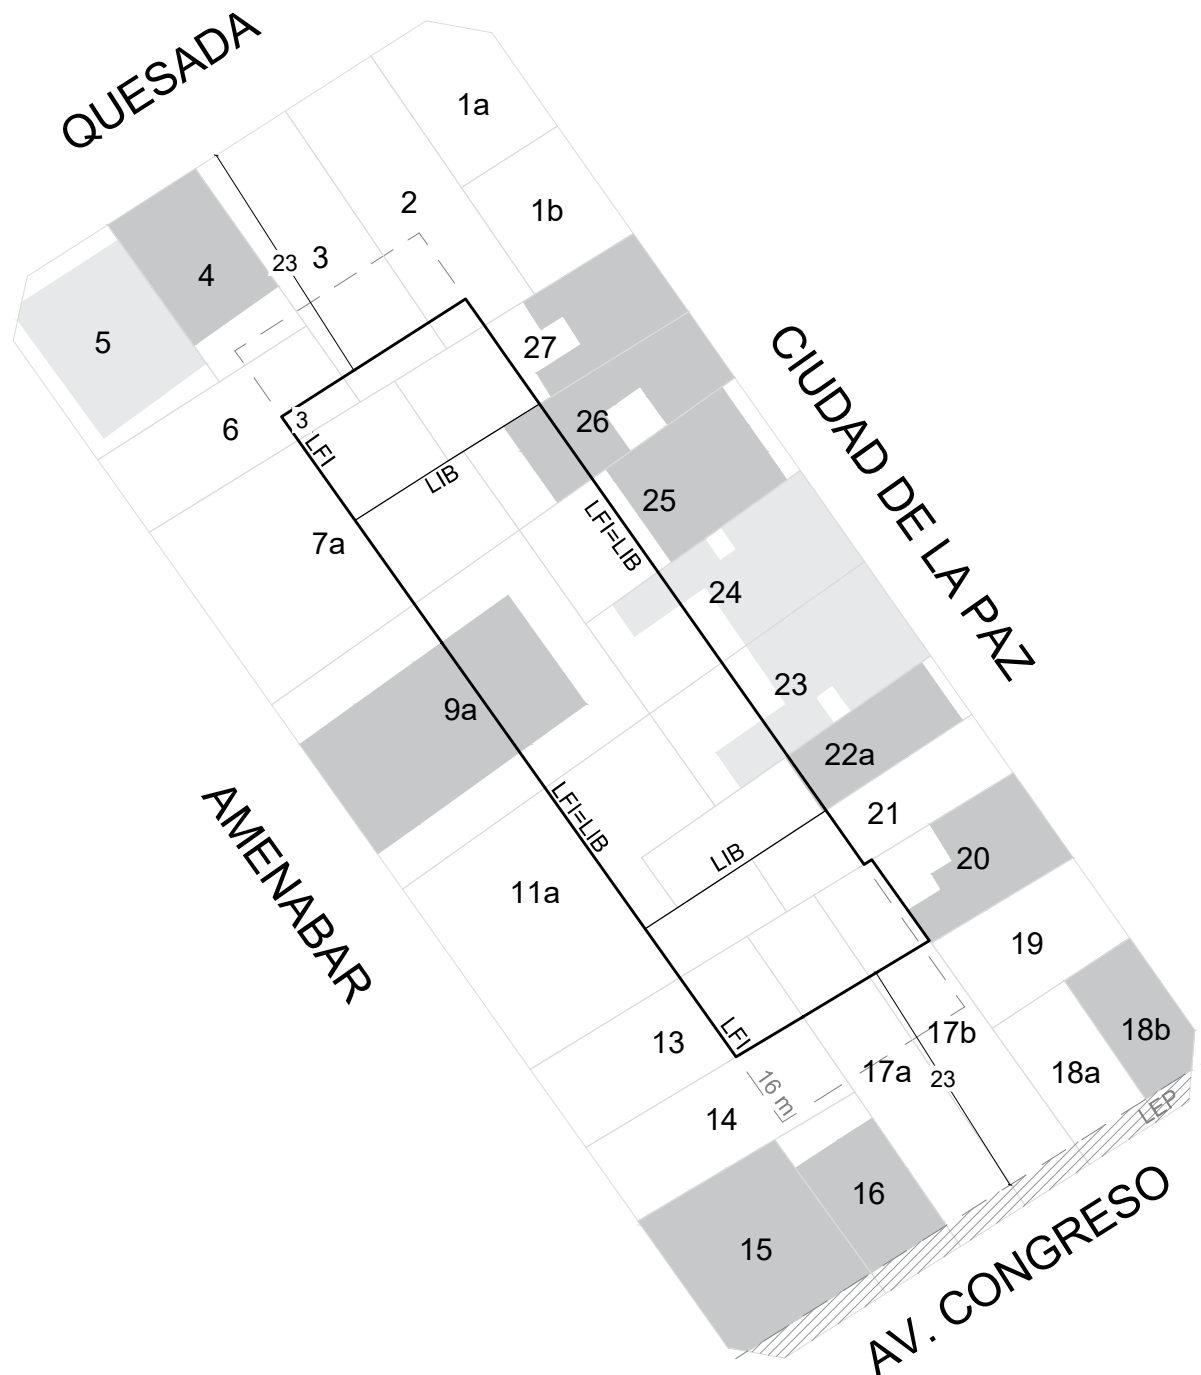 QUESADA
1a
2
1b
23
3
4
5
27
CIUDAD DE LA PAZ
3
6
LFI
26
LIB
25
LFI=LIB
7a
24
23
9a
22a
AMENABAR
LFI=LIB
21
LIB
20
11a
19
LFI
13
17b
18b
17a
18a
23
16 m
14
LEP
16
15
AV. CONGRESO